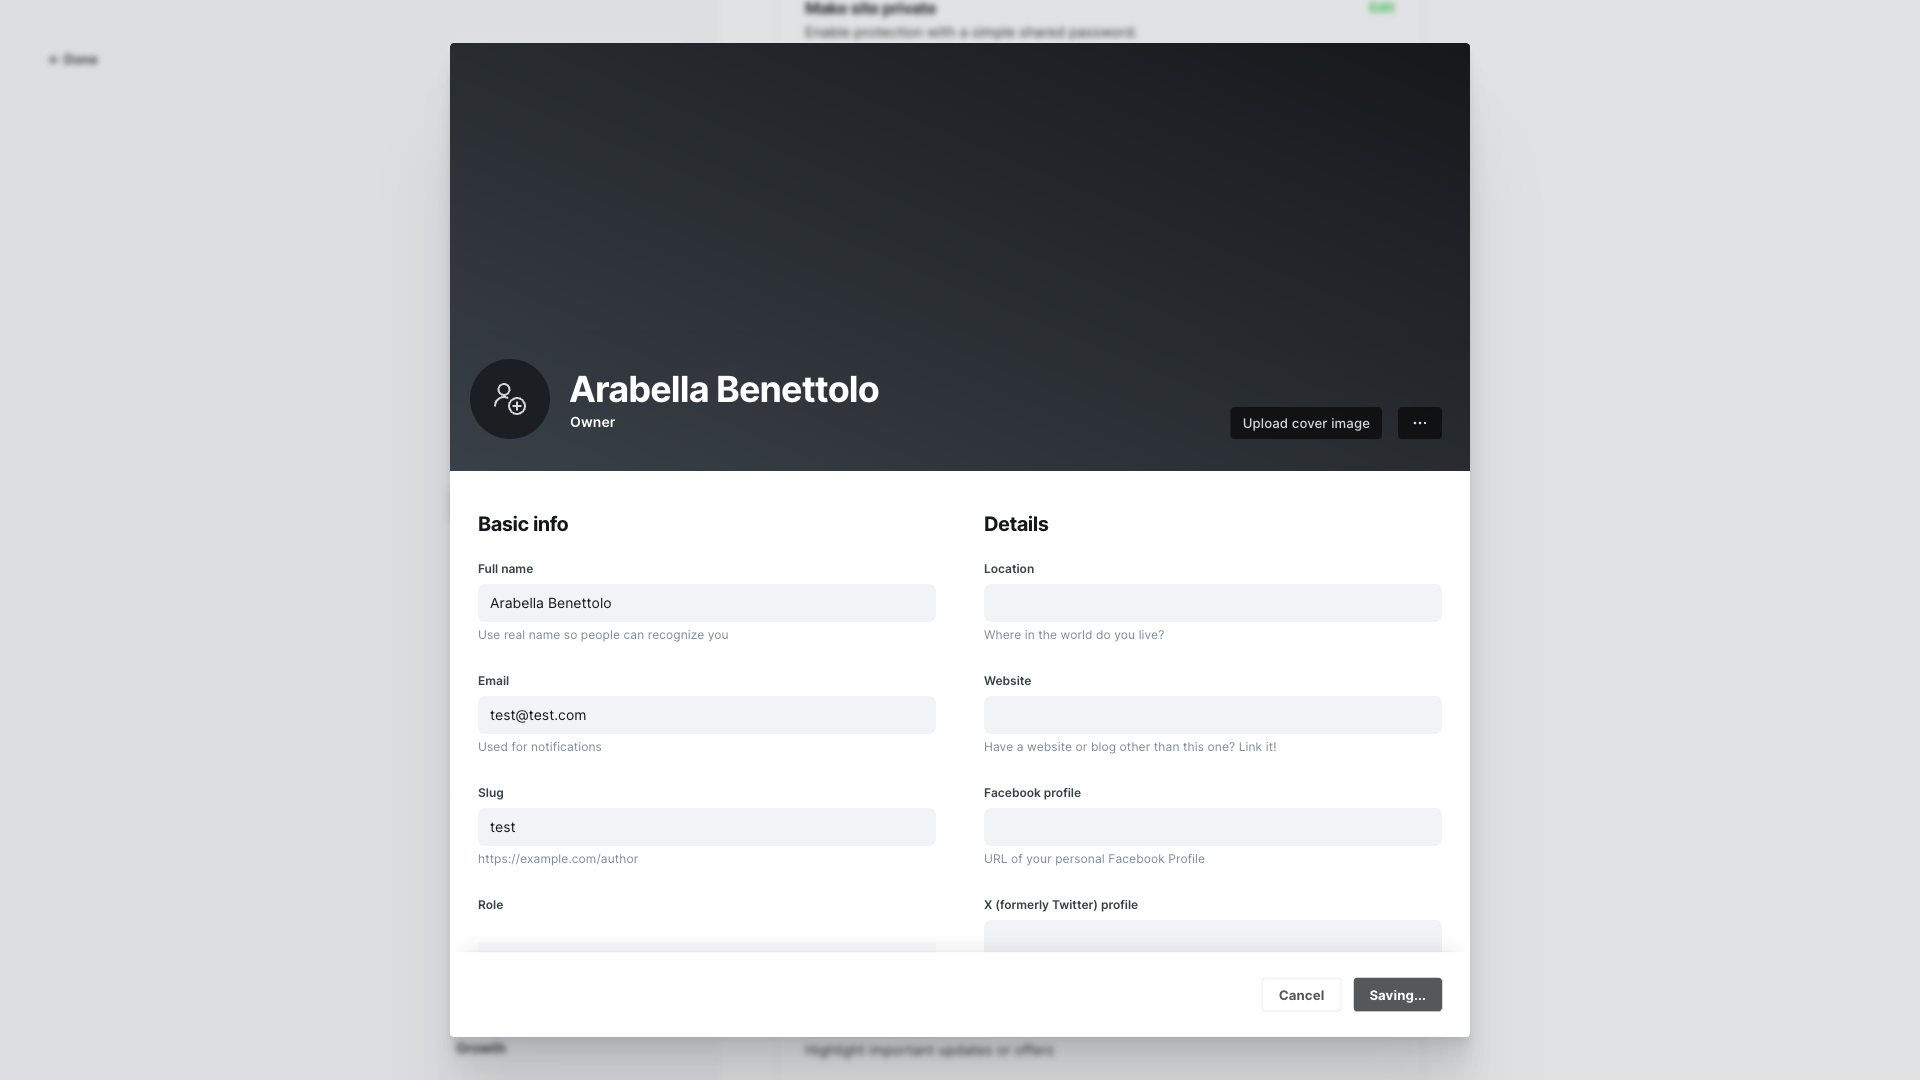 Make site private
Edit
Enable protection with a simple shared password.
← Done
Arabella Benettolo
Owner
Upload cover image
...
Basic info
Details
Full name
Location
Arabella Benettolo
Use real name so people can recognize you
Where in the world do you live?
Email
Website
test@test.com
Used for notifications
Have a website or blog other than this one? Link it!
Slug
Facebook profile
test
https://example.com/author
URL of your personal Facebook Profile
Role
X (formerly Twitter) profile
Cancel
Saving...
Growth
Highlight important updates or offers